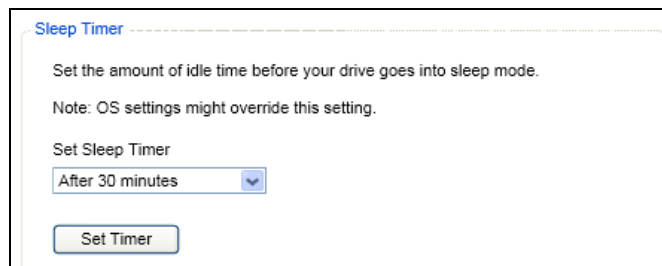 Sleep Timer
Set the amount of idle time before your drive goes into sleep mode.
Note: OS settings might override this setting.
Set Sleep Timer
After 30 minutes
Set Timer